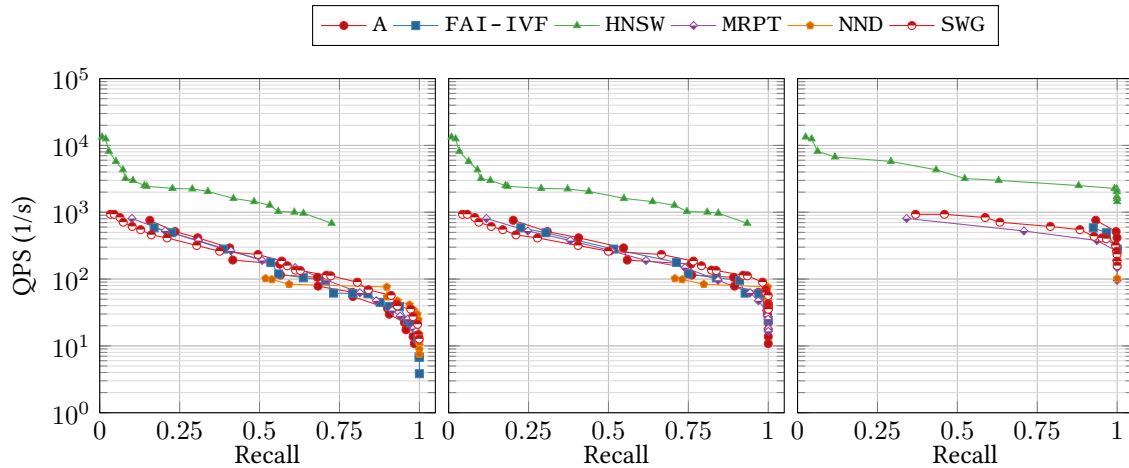 A FAI-IVF HNSW MRPT NND SWG
QPS (1/s)
10^5
10^4
10^3
10^2
10^1
10^0
0 0.25 0.5 0.75 1 0 0.25 0.5 0.75 1 0 0.25 0.5 0.75 1
Recall Recall Recall